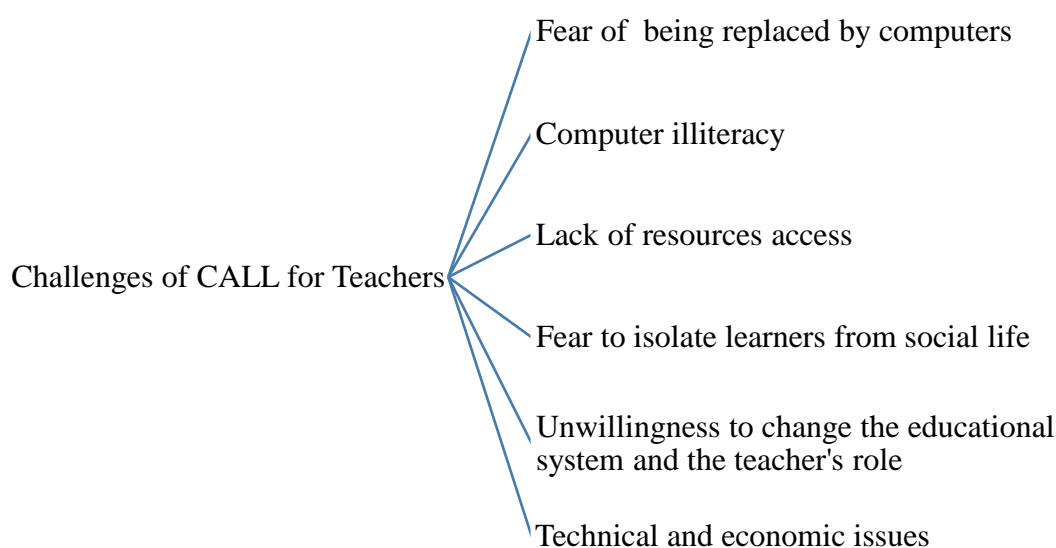 Fear of  being replaced by computers
Computer illiteracy
Lack of resources access
Challenges of CALL for Teachers
Fear to isolate learners from social life
Unwillingness to change the educational
system and the teacher's role
Technical and economic issues